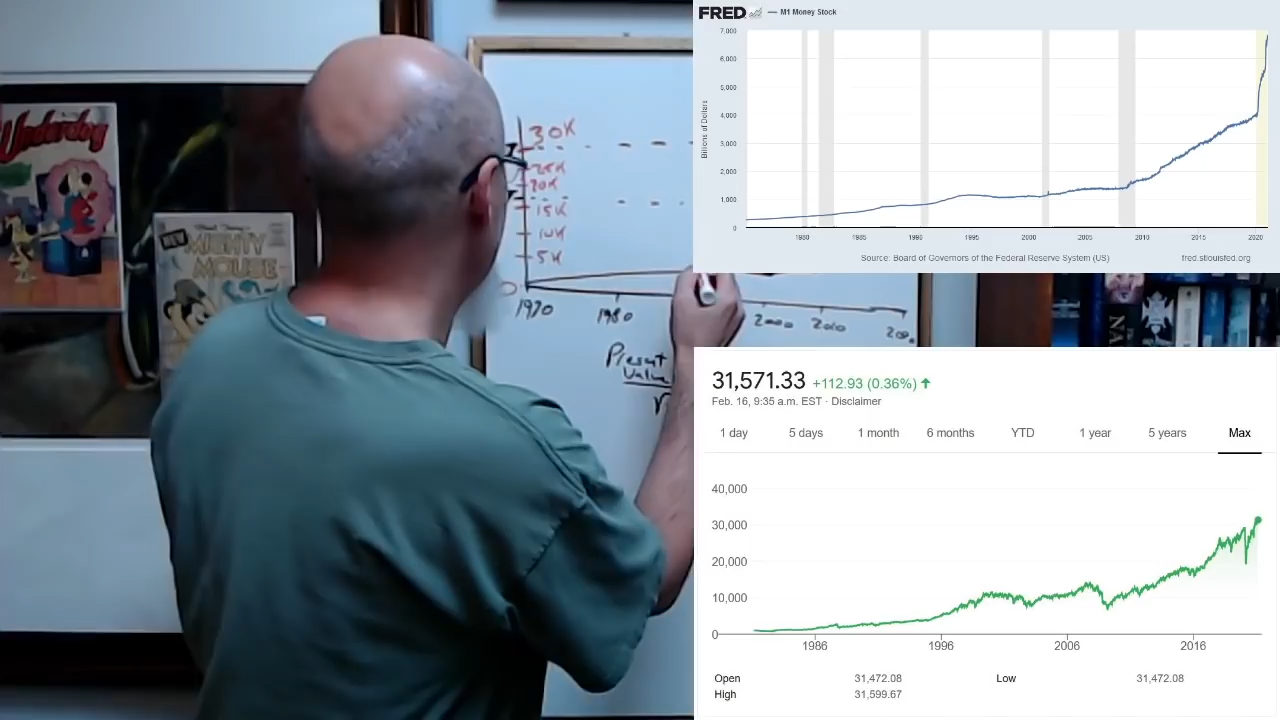 FRED M1 Money Stock
7,000
6,000
5,000
4,000
3,000
2,000
1,000
0
Billions of Dollars
1980 1985 1990 1995 2000 2005 2010 2015 2020
Source: Board of Governors of the Federal Reserve System (US) fred.stlouisfed.org
Underdog
NEW
MIGHTY
MOUSE
30K
25K
20K
15K
10K
5K
0
1970 1980 2000 2010
Present
Value
31,571.33 +112.93 (0.36%) ↑
Feb. 16, 9:35 a.m. EST · Disclaimer
1 day 5 days 1 month 6 months YTD 1 year 5 years Max
40,000
30,000
20,000
10,000
0
1986 1996 2006 2016
Open 31,472.08 Low 31,472.08
High 31,599.67